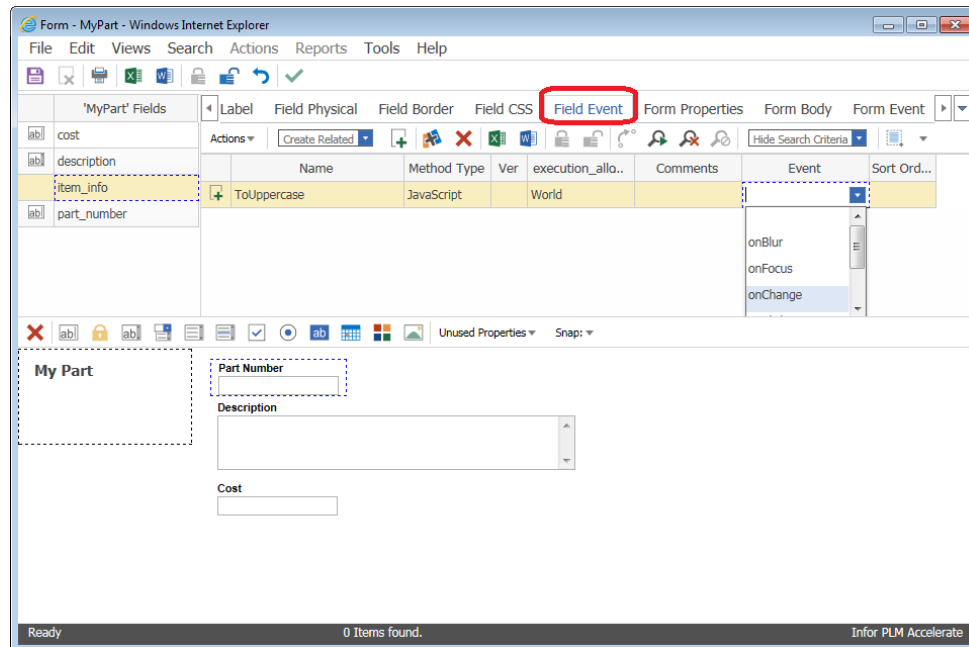 Form - MyPart - Windows Internet Explorer
File Edit Views Search Actions Reports Tools Help
'MyPart' Fields
Label Field Physical Field Border Field CSS Field Event Form Properties Form Body Form Event
cost
Actions Create Related Hide Search Criteria
description
Name Method Type Ver execution_allo.. Comments Event Sort Ord...
item_info
ToUppercase JavaScript World
part_number
onBlur
onFocus
onChange
Unused Properties Snap:
My Part
Part Number
Description
Cost
Ready 0 Items found. Infor PLM Accelerate